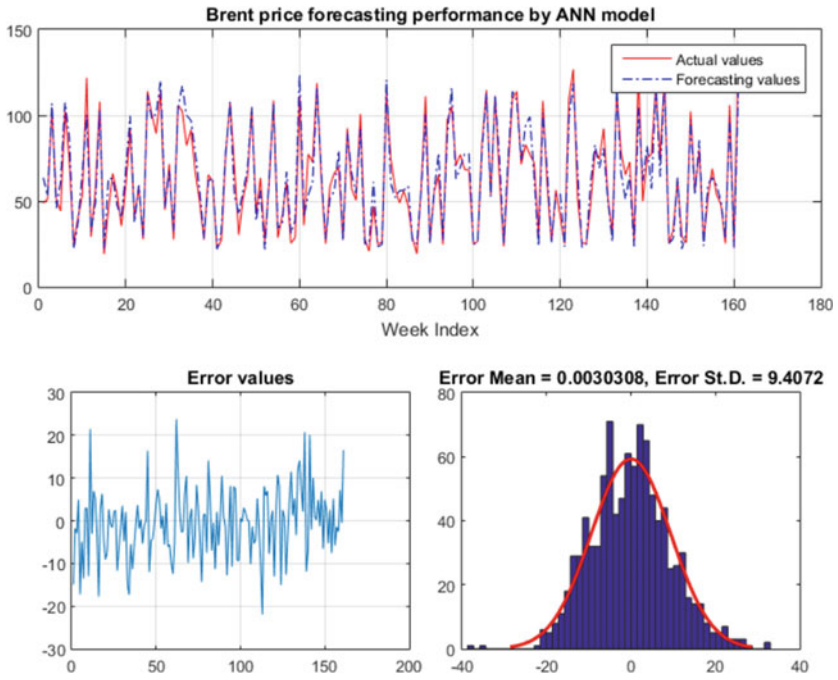 Brent price forecasting performance by ANN model
150
100
50
0
Actual values
Forecasting values
0 20 40 60 80 100 120 140 160 180
Week Index
Error values
30
20
10
0
-10
-20
-30
0 50 100 150 200
Error Mean = 0.0030308, Error St.D. = 9.4072
80
60
40
20
0
-40 -20 0 20 40